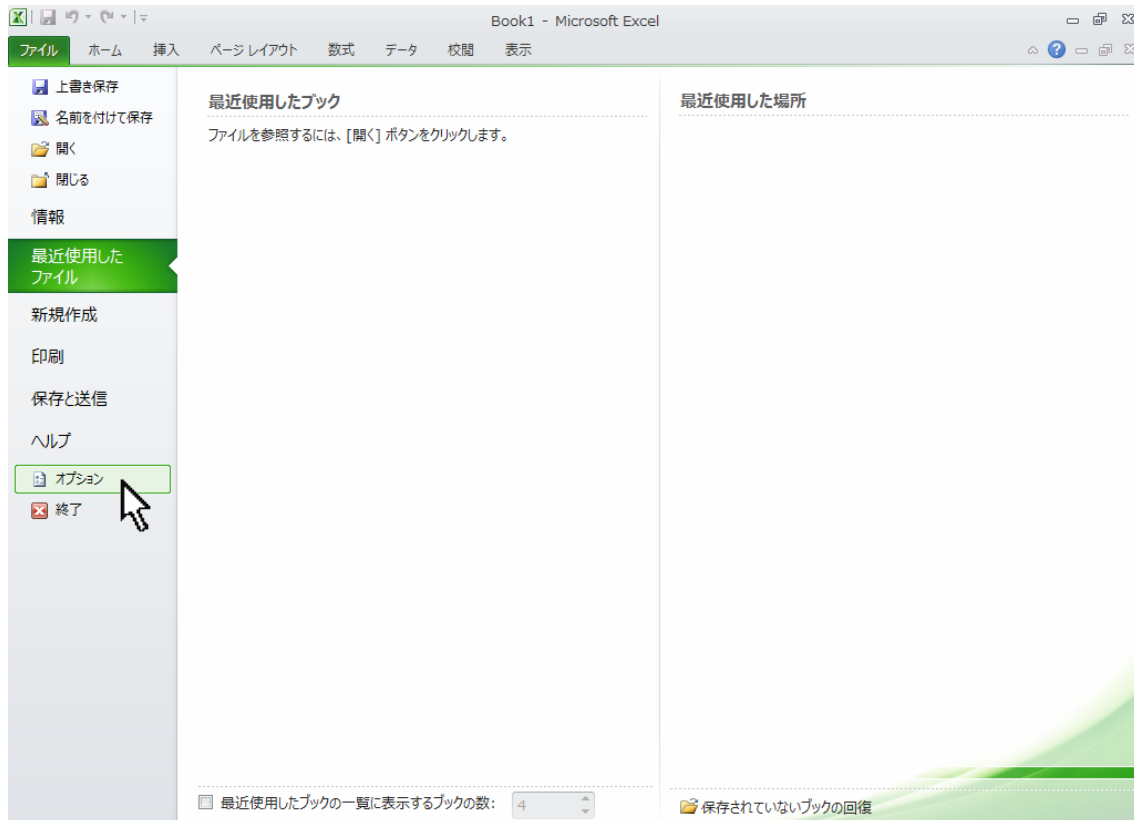 Book1 - Microsoft Excel
ファイル ホーム 挿入 ページ レイアウト 数式 データ 校閲 表示
上書き保存
名前を付けて保存
開く
閉じる
情報
最近使用した
ファイル
新規作成
印刷
保存と送信
ヘルプ
オプション
終了
最近使用したブック
ファイルを参照するには、[開く] ボタンをクリックします。
最近使用したブックの一覧に表示するブックの数: 4
最近使用した場所
保存されていないブックの回復